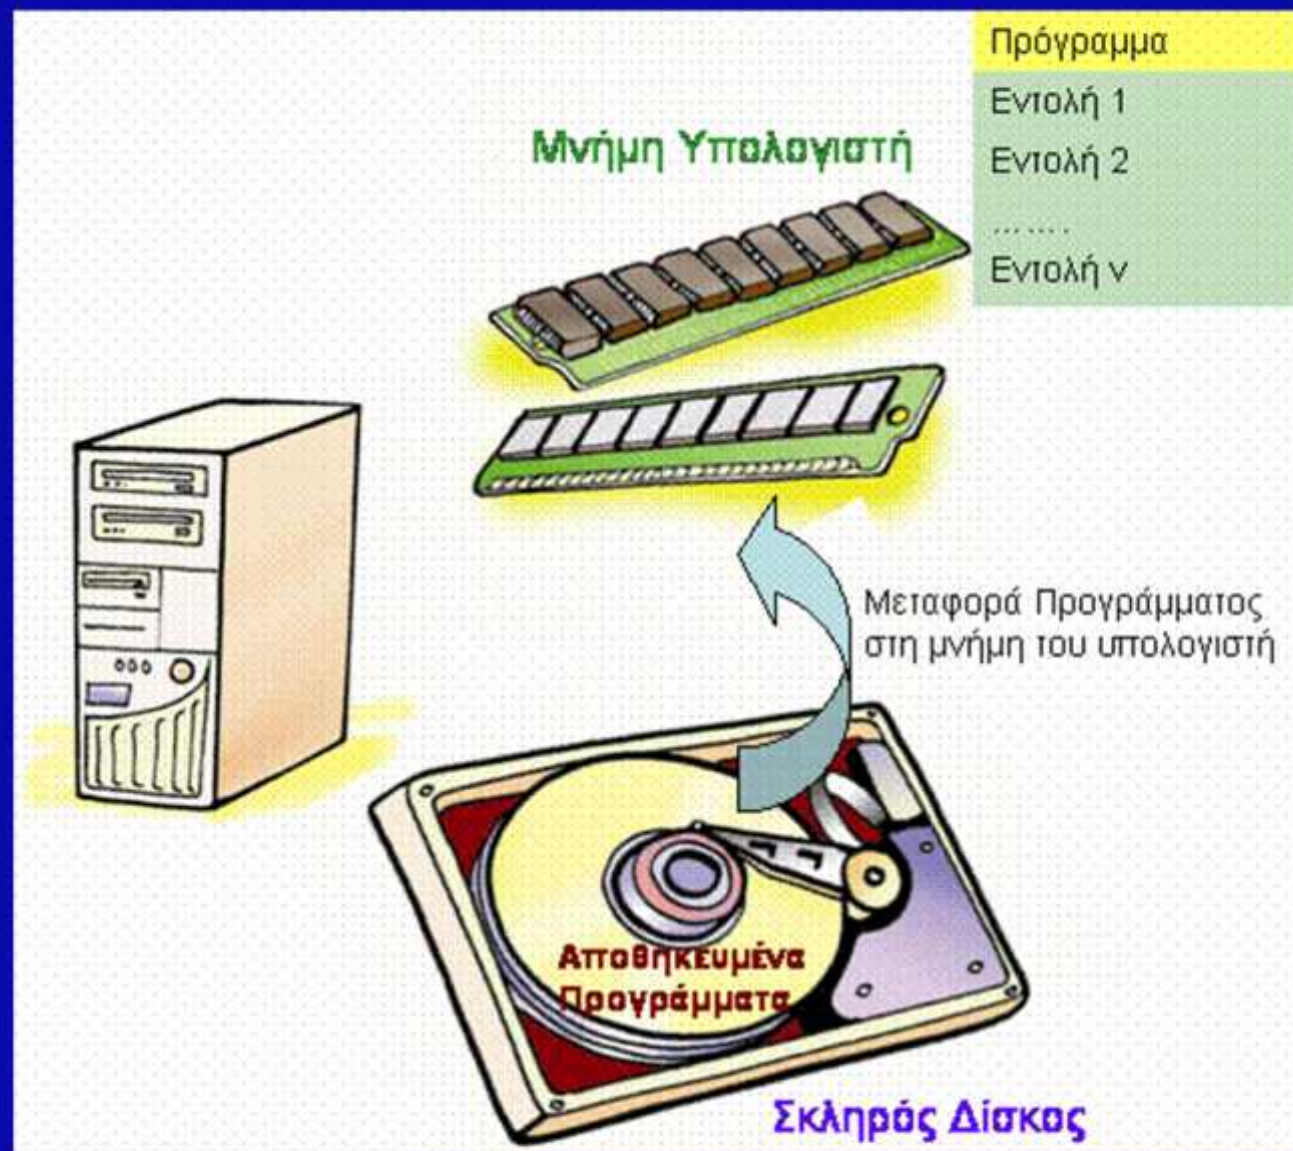 Πρόγραμμα
Εντολή 1
Εντολή 2
.......
Εντολή ν
Μνήμη Υπολογιστή
Μεταφορά Προγράμματος
στη μνήμη του υπολογιστή
Αποθηκευμένα
Προγράμματα
Σκληρός Δίσκος